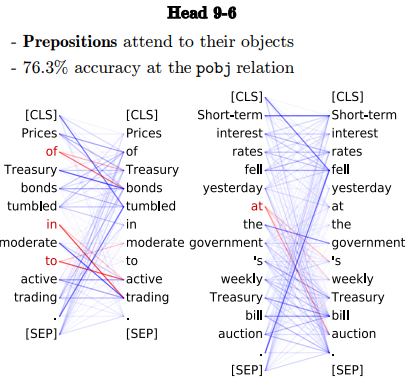 Head 9-6
- Prepositions attend to their objects
- 76.3% accuracy at the pobj relation
[CLS]
Prices
of
Treasury
bonds
tumbled
in
moderate
to
active
trading
.
[SEP]
[CLS]
Prices
of
Treasury
bonds
tumbled
in
moderate
to
active
trading
.
[SEP]
[CLS]
Short-term
interest
rates
fell
yesterday
at
the
government
's
weekly
Treasury
bill
auction
.
[SEP]
[CLS]
Short-term
interest
rates
fell
yesterday
at
the
government
's
weekly
Treasury
bill
auction
.
[SEP]